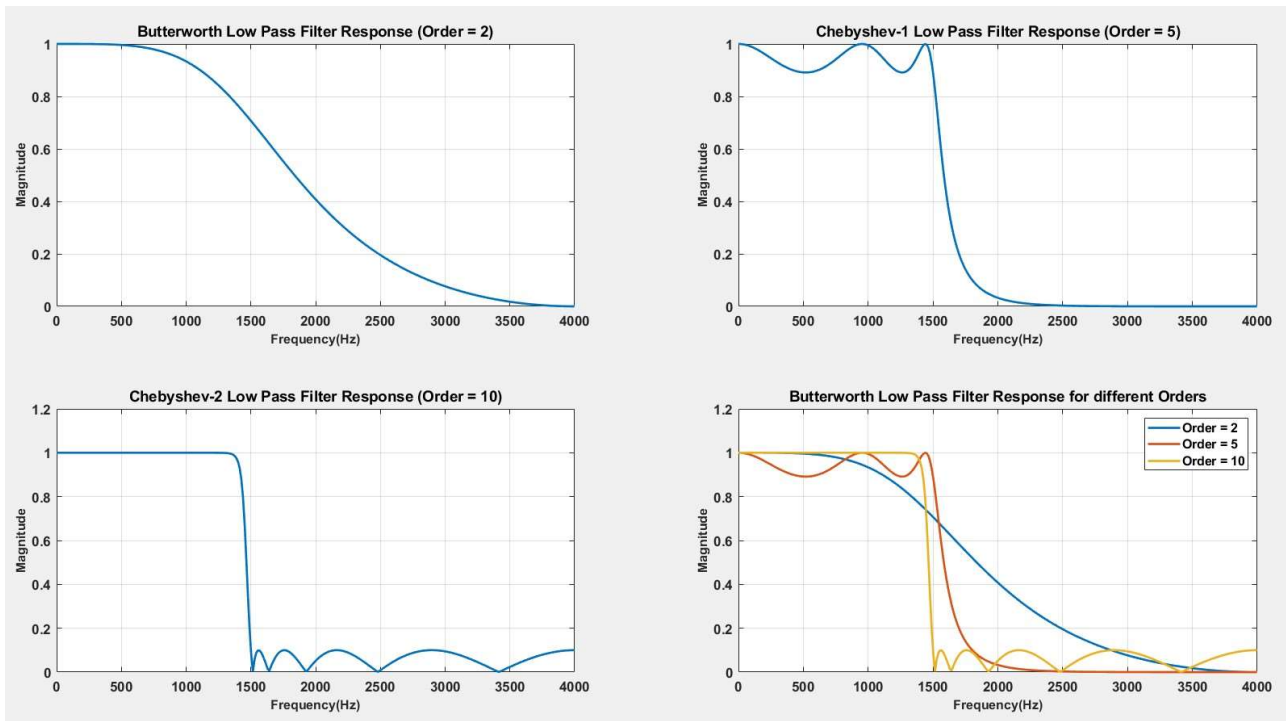 Butterworth Low Pass Filter Response (Order = 2)
1
0.8
0.6
0.4
0.2
0
Magnitude
0 500 1000 1500 2000 2500 3000 3500 4000
Frequency(Hz)
Chebyshev-1 Low Pass Filter Response (Order = 5)
1
0.8
0.6
0.4
0.2
0
Magnitude
0 500 1000 1500 2000 2500 3000 3500 4000
Frequency(Hz)
Chebyshev-2 Low Pass Filter Response (Order = 10)
1.2
1
0.8
0.6
0.4
0.2
0
Magnitude
0 500 1000 1500 2000 2500 3000 3500 4000
Frequency(Hz)
Butterworth Low Pass Filter Response for different Orders
1.2
1
0.8
0.6
0.4
0.2
0
Magnitude
Order = 2
Order = 5
Order = 10
0 500 1000 1500 2000 2500 3000 3500 4000
Frequency(Hz)